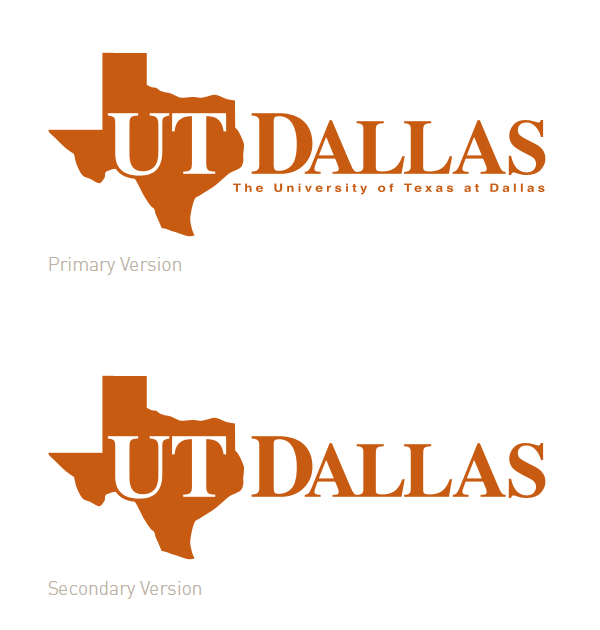 UT DALLAS
The University of Texas at Dallas
Primary Version
UT DALLAS
Secondary Version